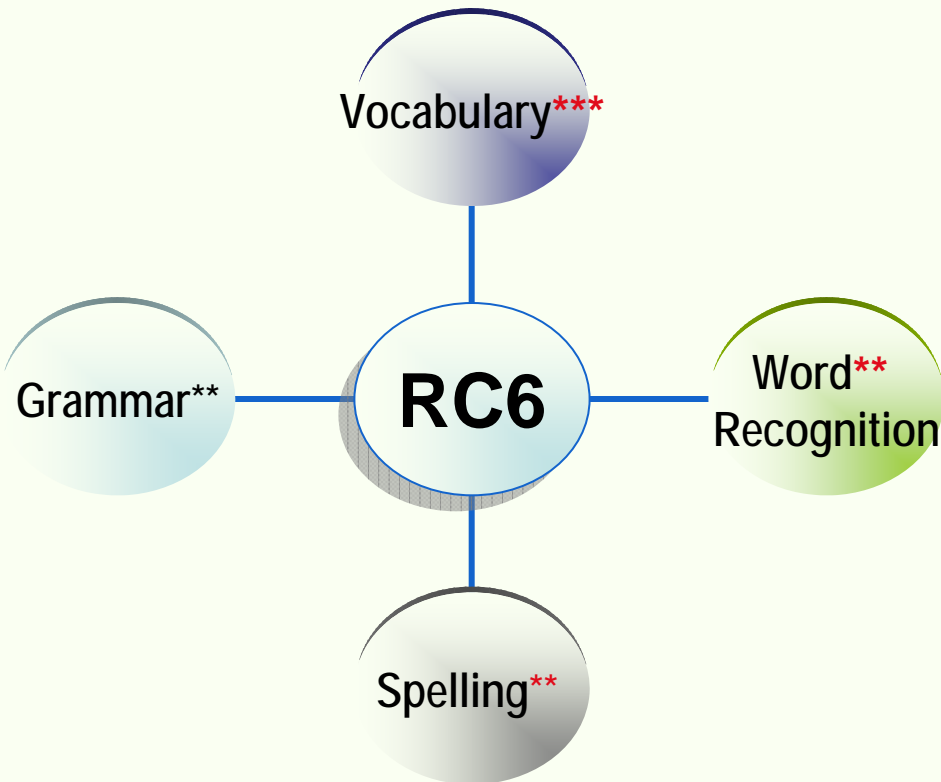 Vocabulary***
Grammar**
RC6
Word**
Recognition
Spelling**